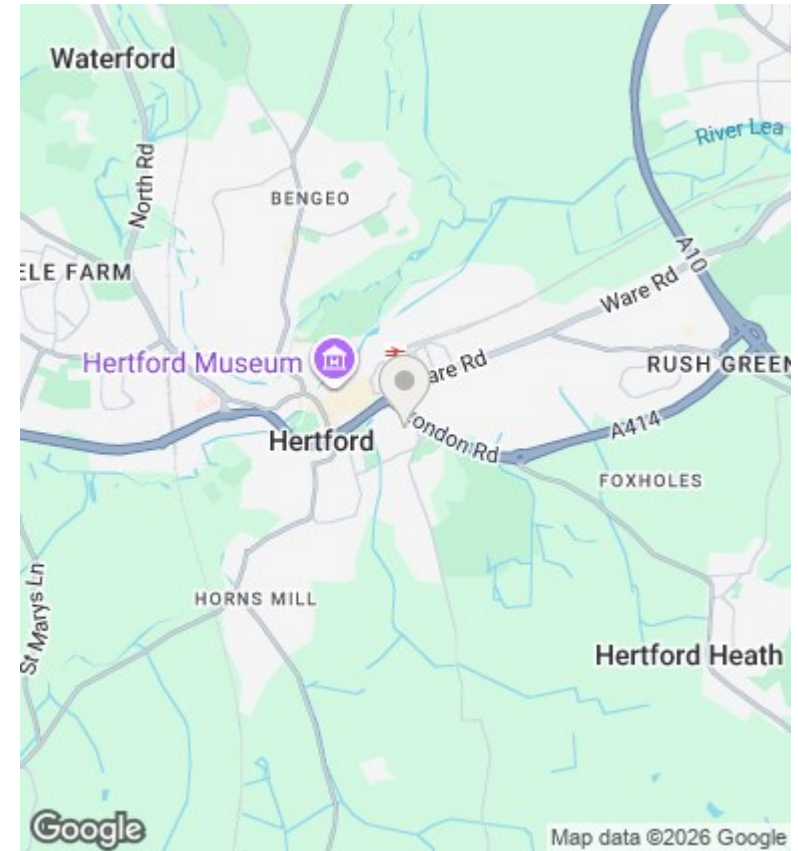 Waterford
River Lea
North Rd
BENGEO
A10
ELE FARM
Ware Rd
Hertford Museum
are Rd
RUSH GREEN
ondon Rd
A414
Hertford
FOXHOLES
St Marys Ln
HORNS MILL
Hertford Heath
Google
Map data ©2026 Google